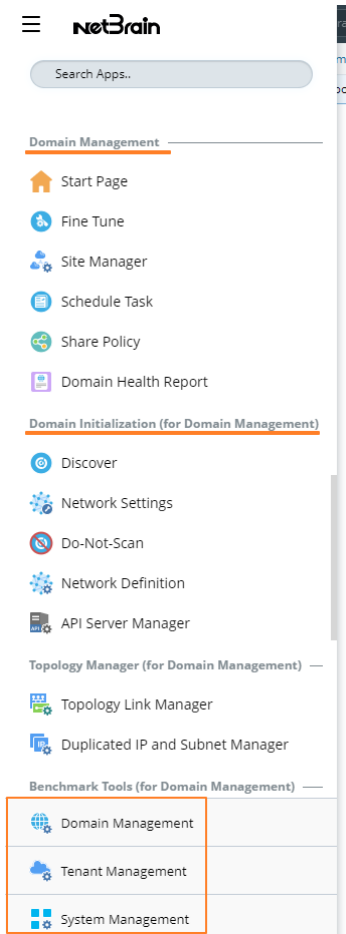 NetBrain
Search Apps..
Domain Management
Start Page
Fine Tune
Site Manager
Schedule Task
Share Policy
Domain Health Report
Domain Initialization (for Domain Management)
Discover
Network Settings
Do-Not-Scan
Network Definition
API Server Manager
Topology Manager (for Domain Management)
Topology Link Manager
Duplicated IP and Subnet Manager
Benchmark Tools (for Domain Management)
Domain Management
Tenant Management
System Management